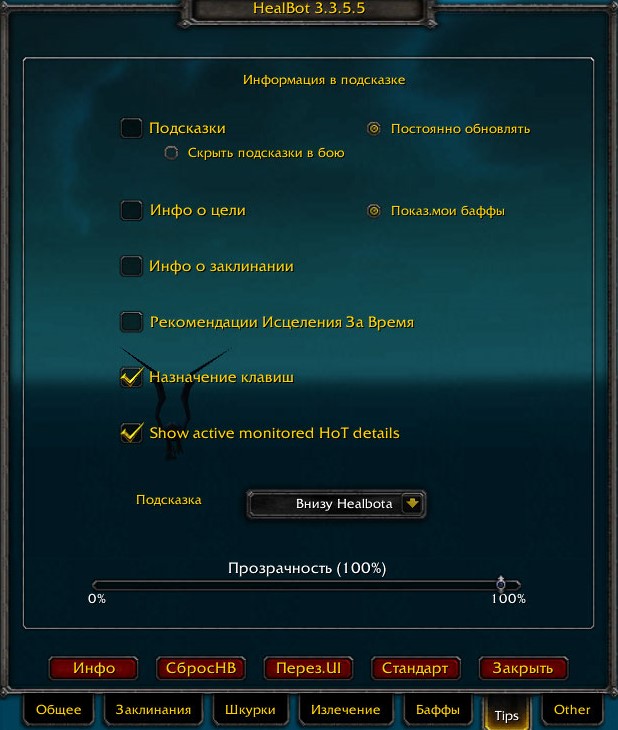 HealBot 3.3.5.5
Информация в подсказке
Подсказки
Постоянно обновлять
Скрыть подсказки в бою
Инфо о цели
Показ.мои баффы
Инфо о заклинании
Рекомендации Исцеления За Время
Назначение клавиш
Show active monitored HoT details
Подсказка
Внизу Healbota
Прозрачность (100%)
0%
100%
Инфо
СбросHB
Перез.UI
Стандарт
Закрыть
Общее
Заклинания
Шкурки
Излечение
Баффы
Tips
Other